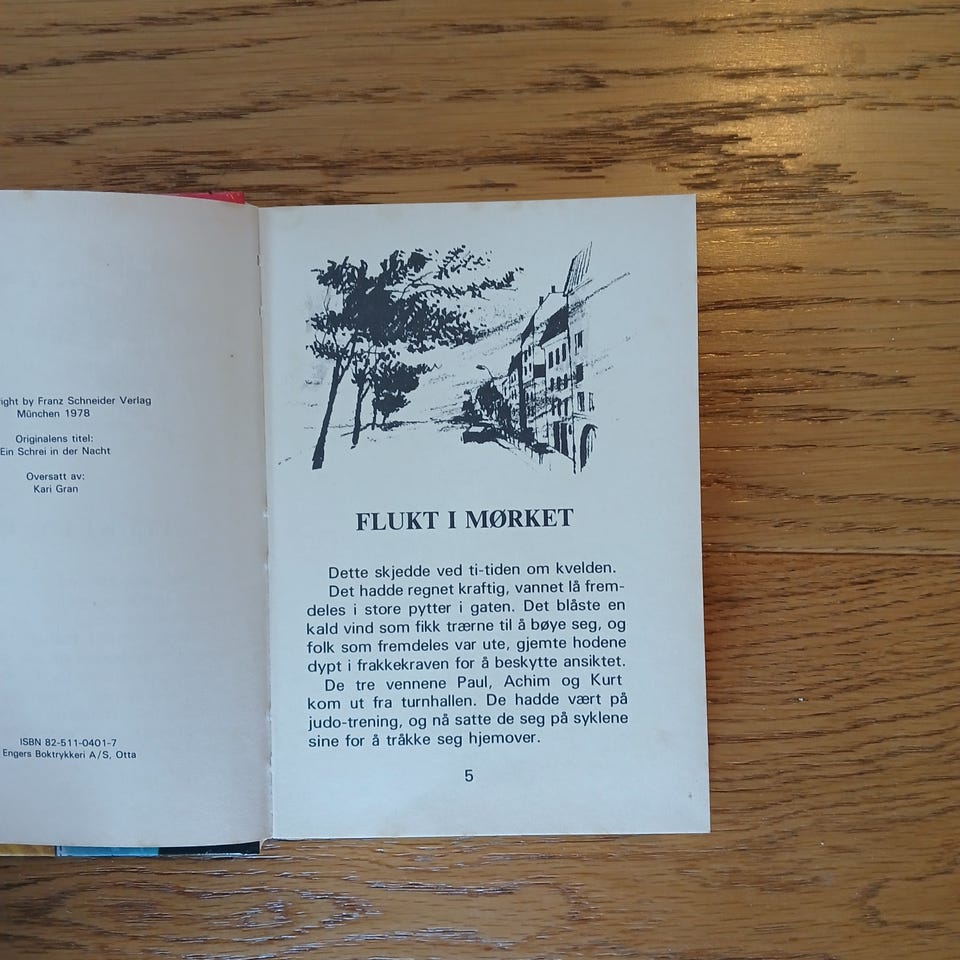 by Franz Schneider Verlag
München 1978
Originalens titel:
Ein Schrei in der Nacht
Oversatt av:
Kari Gran
ISBN 82-511-0401-7
Engers Boktrykkeri A/S, Otta
FLUKT I MØRKET
Dette skjedde ved ti-tiden om kvelden.
Det hadde regnet kraftig, vannet lå frem-
deles i store pytter i gaten. Det blåste en
kald vind som fikk trærne til å bøye seg, og
folk som fremdeles var ute, gjemte hodene
dypt i frakkekraven for å beskytte ansiktet.
De tre vennene Paul, Achim og Kurt
kom ut fra turnhallen. De hadde vært på
judo-trening, og nå satte de seg på syklene
sine for å tråkke seg hjemover.
5